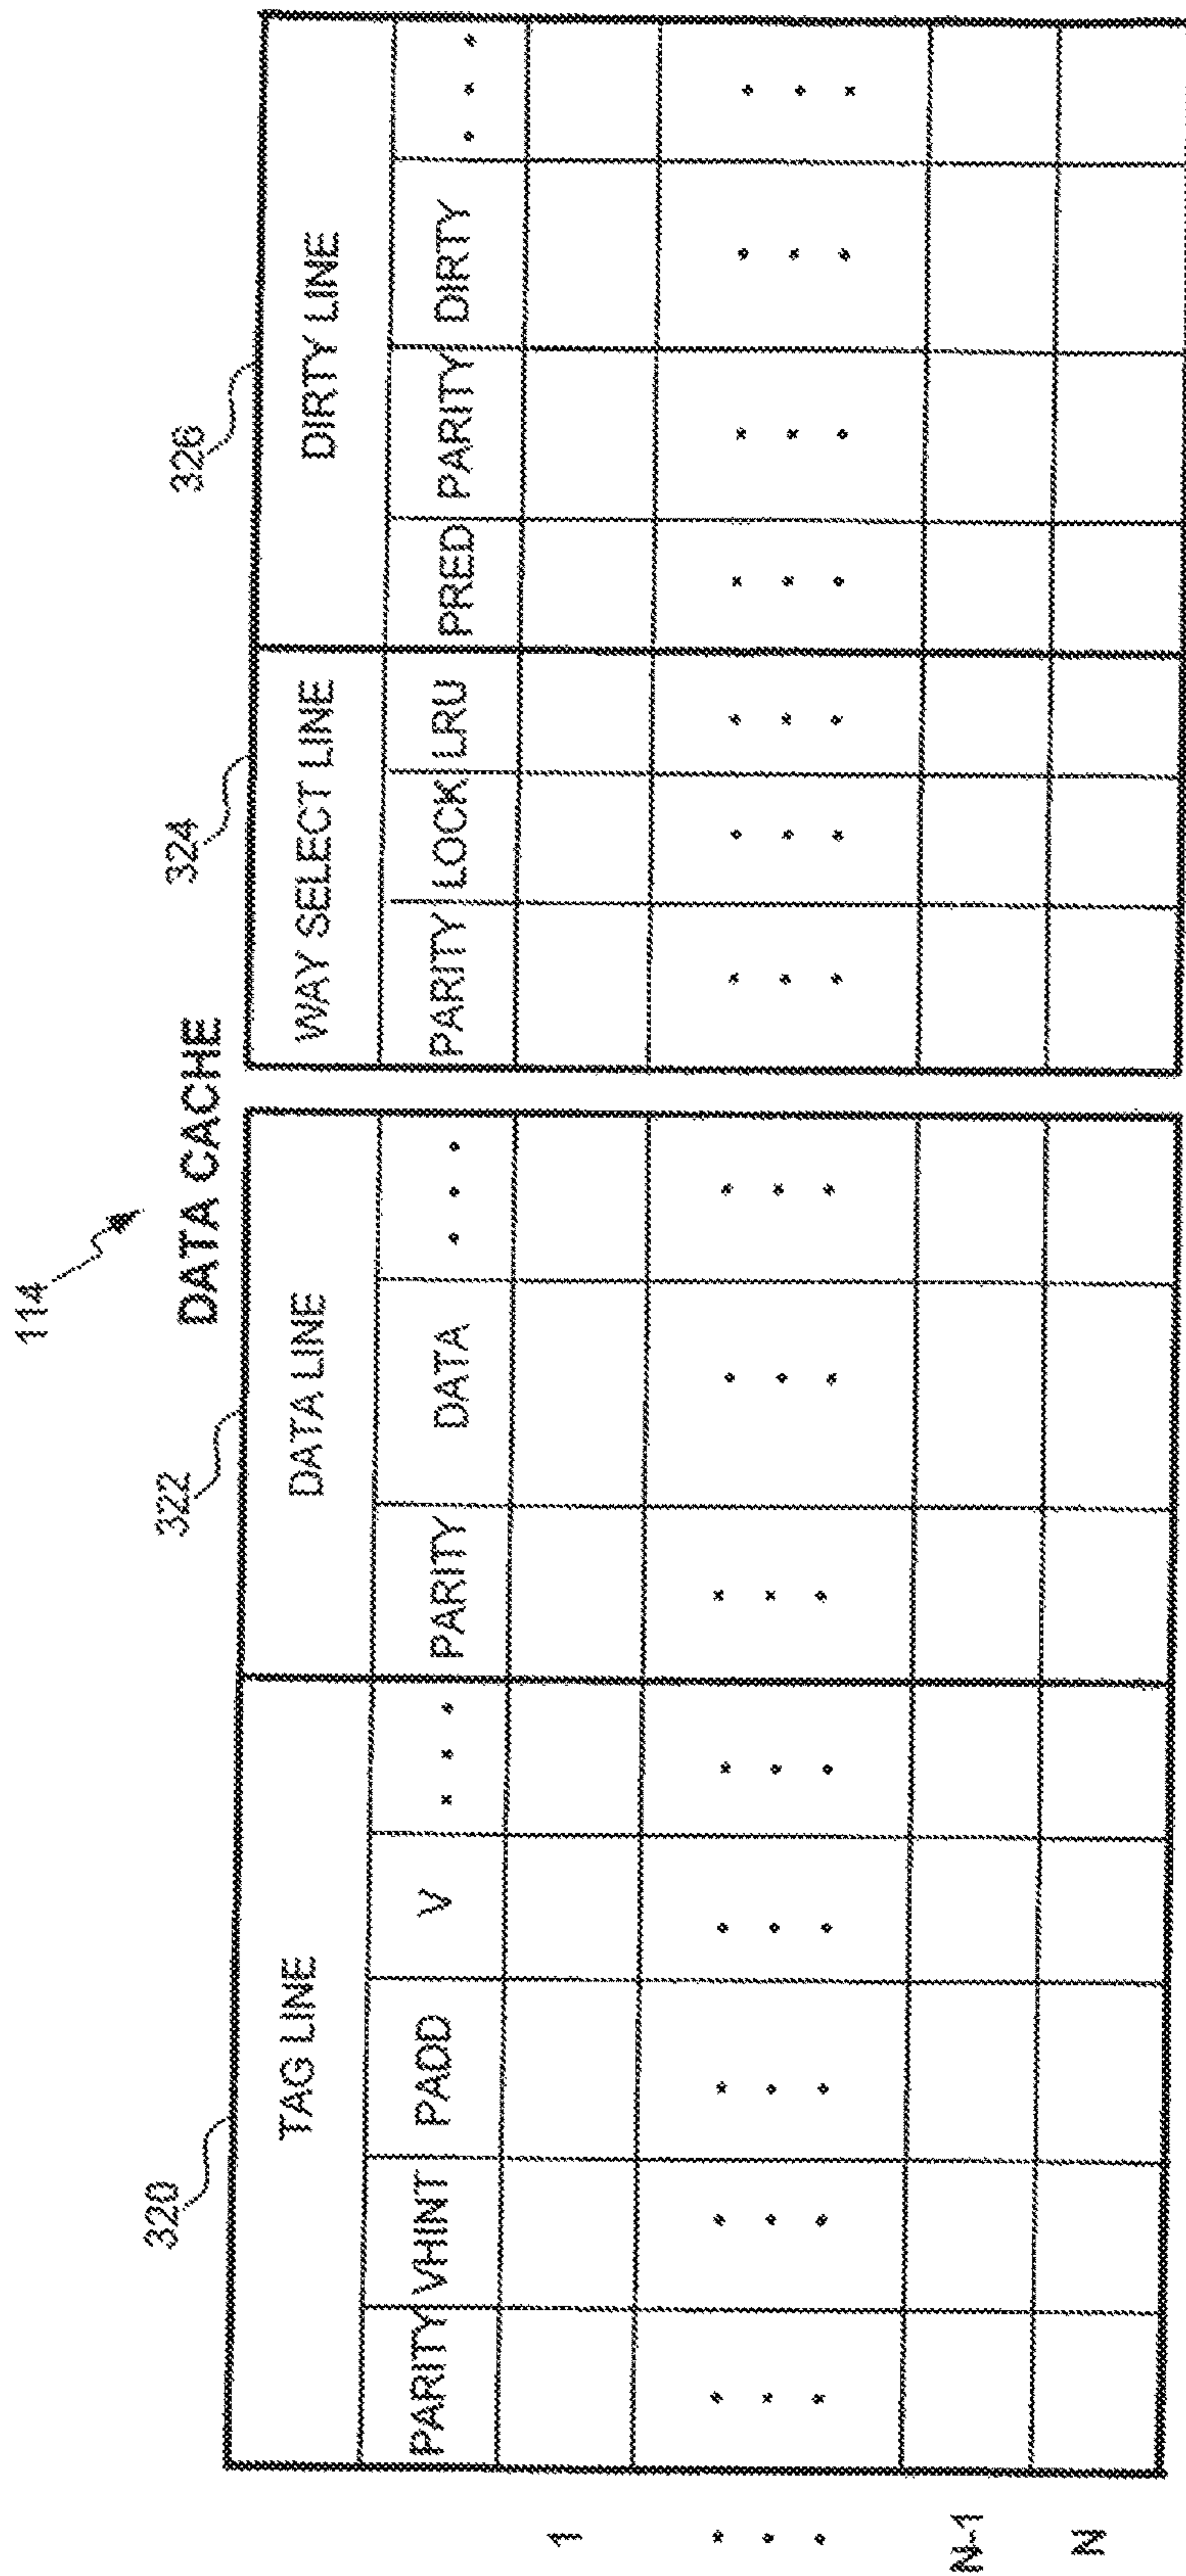 114
DATA CACHE
320
322
324
326
TAG LINE
DATA LINE
WAY SELECT LINE
DIRTY LINE
PARITY VHINT PADD V . . .
PARITY DATA . . .
PARITY LOCK LRU
PRED PARITY DIRTY . . .
1
N-1
N